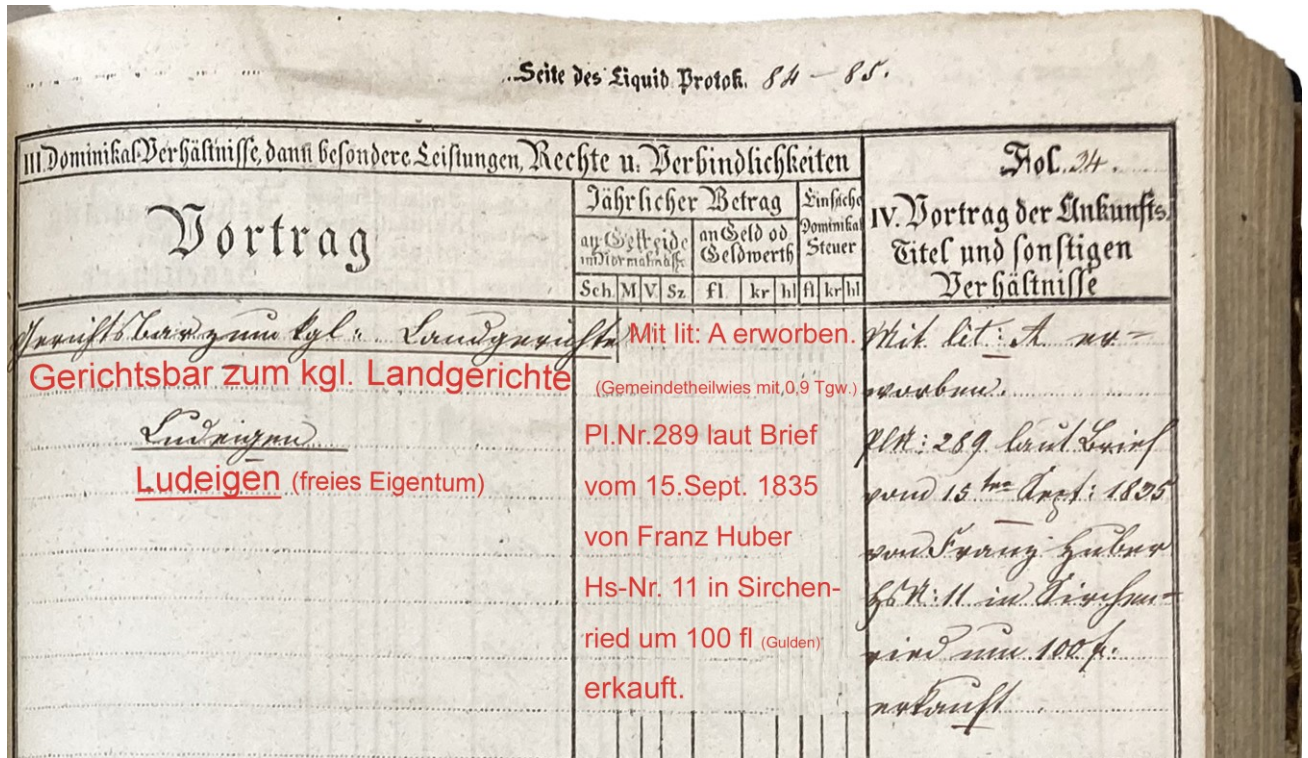 Seite des Liquid. Protok. 84 – 85.
III. Dominikal-Verhältnisse, dann besondere Leistungen, Rechte u. Verbindlichkeiten
Vortrag
Jährlicher Betrag
an Getreide
im Normalmaß.
an Geld od.
Geldwerth
Einfache
Dominikal
Steuer
Sch. M V. Sz fl kr hl fl kr hl
Fol. 34.
IV. Vortrag der Ankunfts-
Titel und sonstigen
Verhältnisse
Gerichtsbar zum kgl: Landgerichte
Gerichtsbar zum kgl. Landgerichte
Ludeigen
Ludeigen (freies Eigentum)
Mit lit: A erworben.
(Gemeindetheilwies mit,0,9 Tgw.)
Pl.Nr.289 laut Brief
vom 15.Sept. 1835
von Franz Huber
Hs-Nr. 11 in Sirchen-
ried um 100 fl (Gulden)
erkauft.
Mit lit: A er-
worben.
PlN: 289 laut Brief
vom 15ten Sept: 1835
von Franz Huber
HsN: 11 in Sirchen-
ried um 100 f.
erkauft